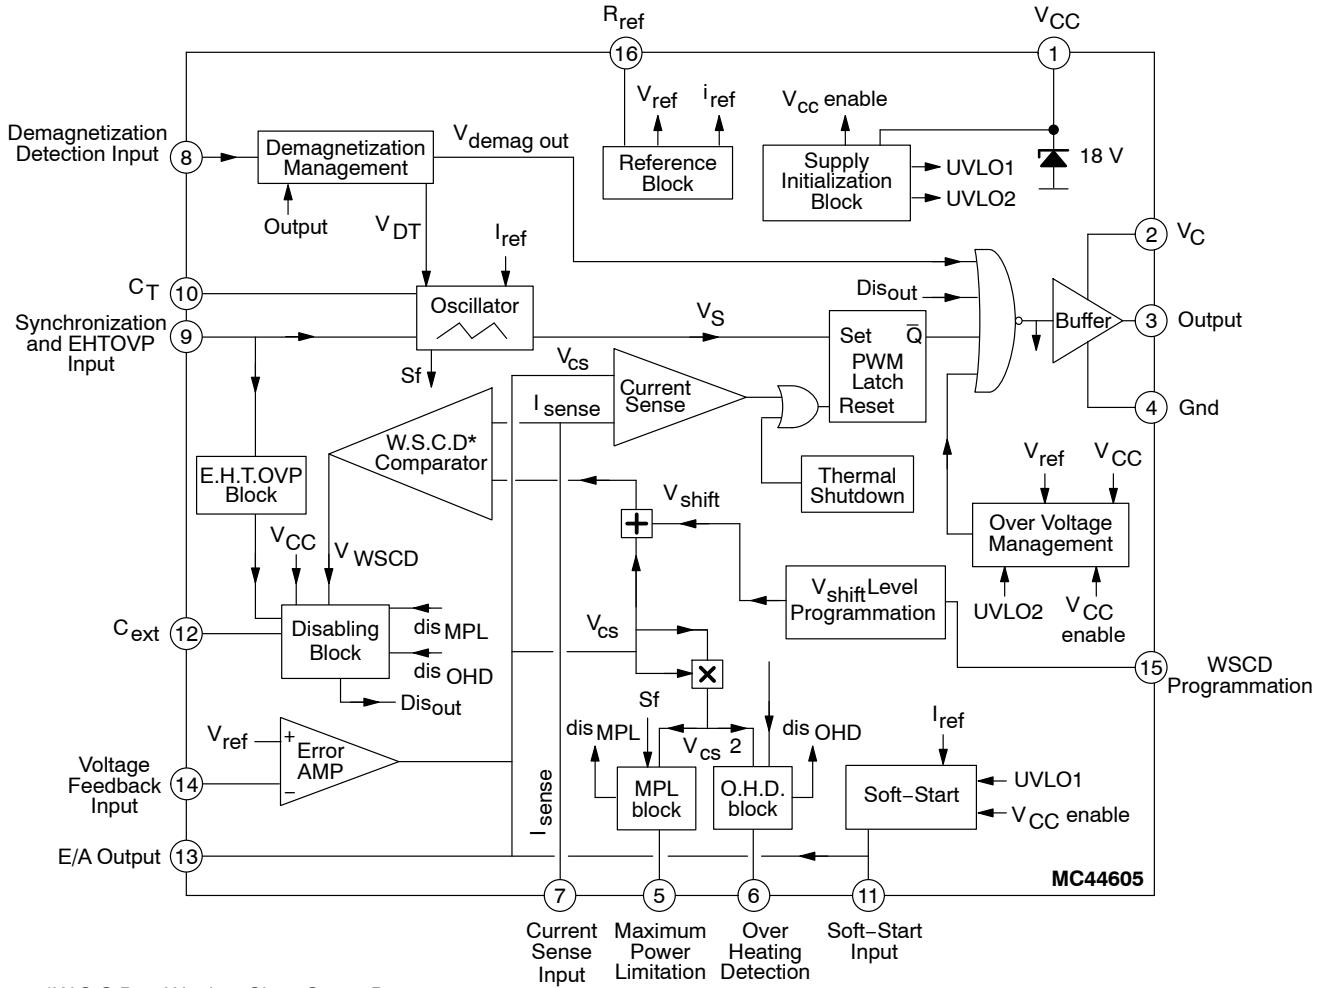 Rref
VCC
16
1
Vref
iref
Vcc enable
Demagnetization
Detection Input
8
Demagnetization
Management
Vdemag out
Reference
Block
Supply
Initialization
Block
UVLO1
UVLO2
18 V
Output
VDT
Iref
2
VC
CT
10
Oscillator
Disout
Synchronization
and EHTOVP
Input
9
VS
Set
Q̅
PWM
Latch
Reset
Buffer
3
Output
Sf
Vcs
Current
Sense
I sense
4
Gnd
W.S.C.D*
Comparator
E.H.T.OVP
Block
Thermal
Shutdown
Vref
VCC
Vshift
+
Over Voltage
Management
VCC
V WSCD
Vshift Level
Programmation
UVLO2
VCC
enable
Cext
12
Disabling
Block
dis MPL
dis OHD
Disout
Vcs
×
15
WSCD
Programmation
Sf
dis MPL
Vcs 2
dis OHD
Iref
Vref
+
Error
AMP
−
Voltage
Feedback
Input
14
MPL
block
O.H.D.
block
Soft−Start
UVLO1
VCC enable
I sense
E/A Output
13
MC44605
7
5
6
11
Current
Sense
Input
Maximum
Power
Limitation
Over
Heating
Detection
Soft−Start
Input